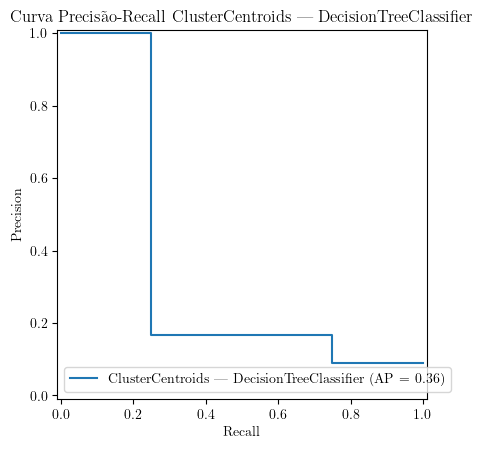 Curva Precisão-Recall ClusterCentroids — DecisionTreeClassifier
1.0
0.8
0.6
0.4
0.2
0.0
Precision
ClusterCentroids — DecisionTreeClassifier (AP = 0.36)
0.0 0.2 0.4 0.6 0.8 1.0
Recall